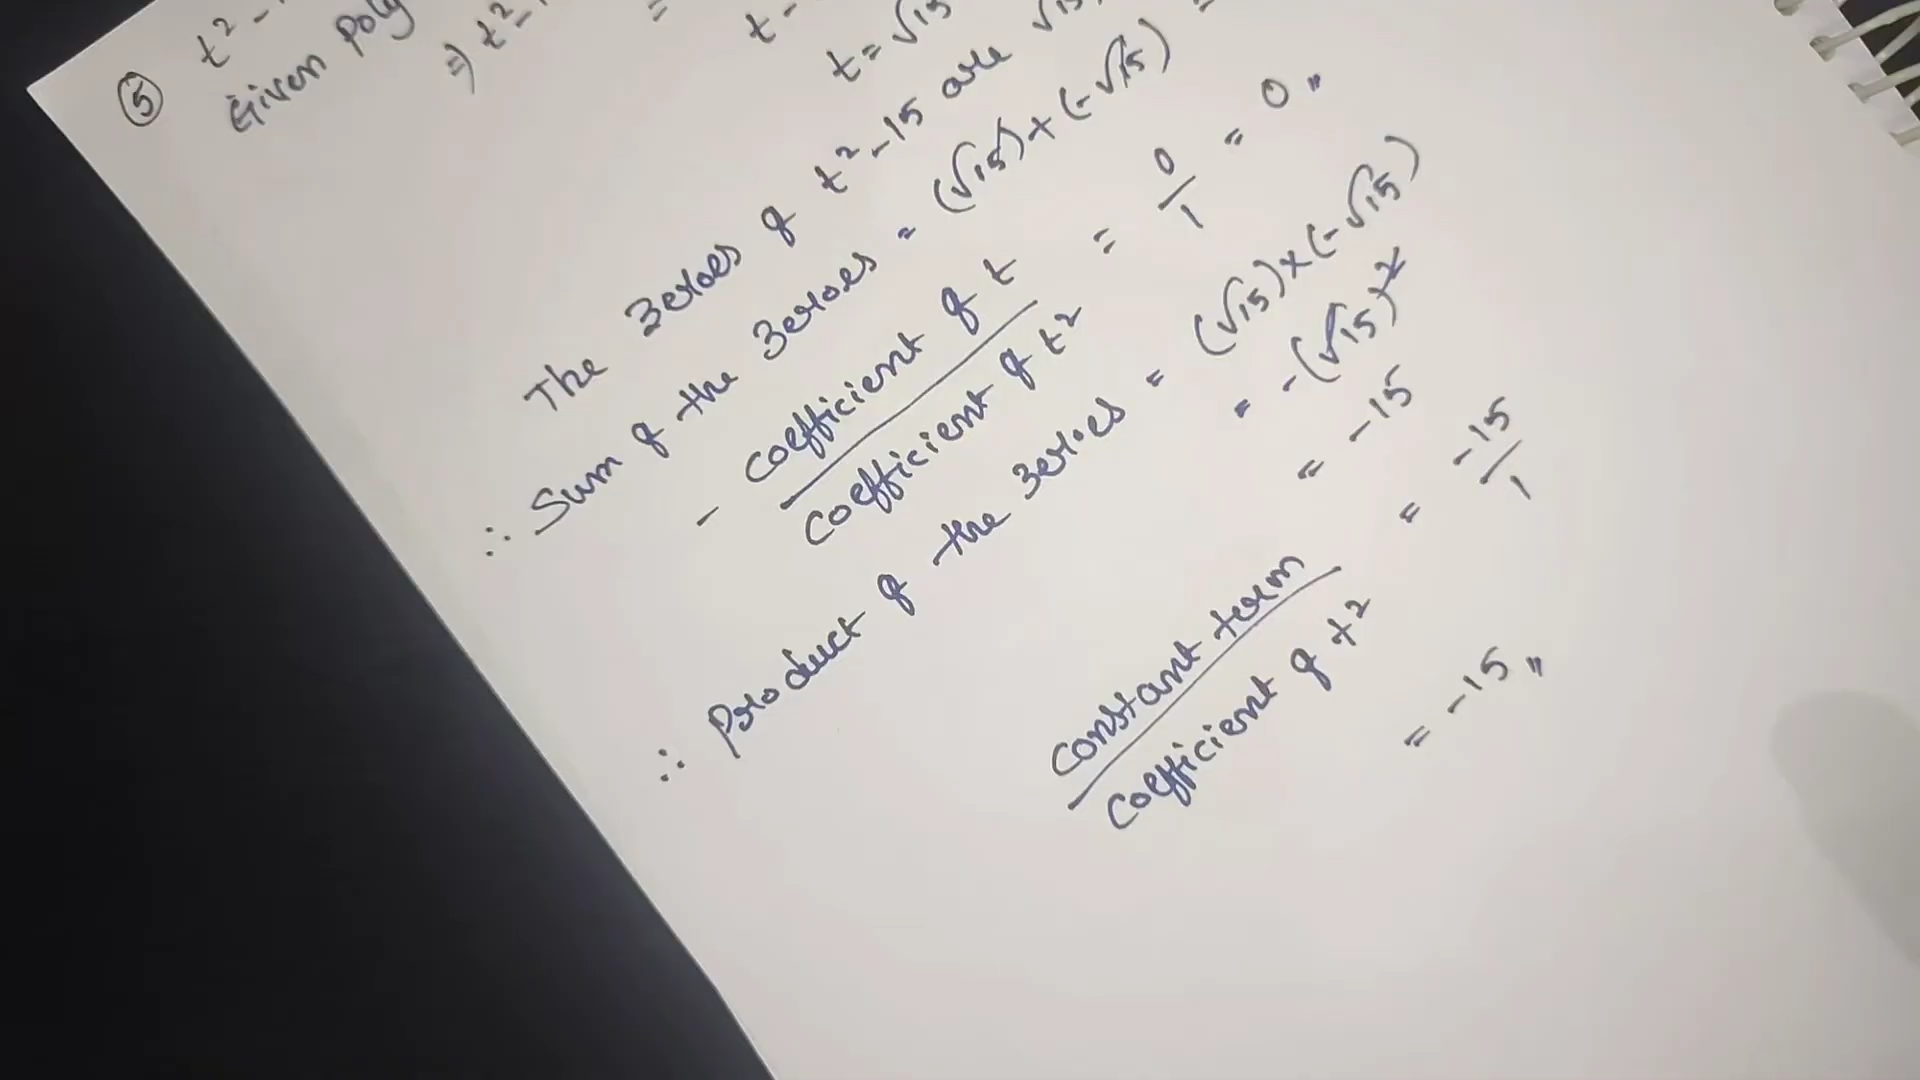 ⑤ t² -
Given poly
⇒ t² -
=
t -
t = √15
The zeroes of t² - 15 are √15
∴ Sum of the zeroes = (√15) + (-√15)
- coefficient of t / coefficient of t² = 0/1 = 0 〃
∴ Product of the zeroes = (√15) × (-√15)
= -(√15)²
= -15
constant term / coefficient of t² = -15/1
= -15 〃